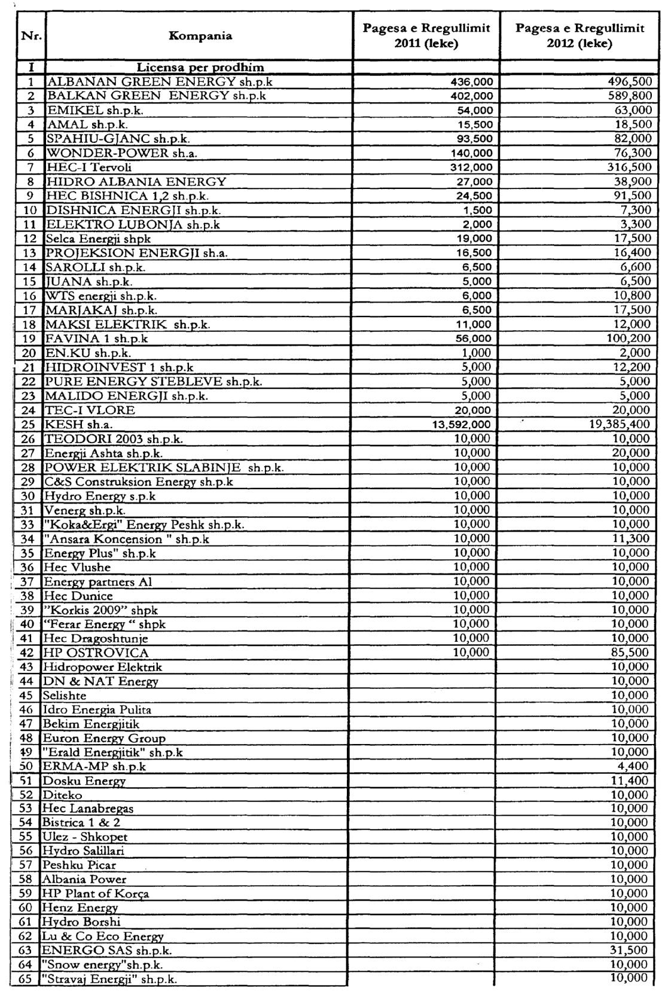 Nr. Kompania Pagesa e Rregullimit 2011 (leke) Pagesa e Rregullimit 2012 (leke)
I Licensa per prodhim
1 ALBANAN GREEN ENERGY sh.p.k 436,000 496,500
2 BALKAN GREEN ENERGY sh.p.k 402,000 589,800
3 EMIKEL sh.p.k. 54,000 63,000
4 AMAL sh.p.k. 15,500 18,500
5 SPAHIU-GJANC sh.p.k. 93,500 82,000
6 WONDER-POWER sh.a. 140,000 76,300
7 HEC-I Tervoli 312,000 316,500
8 HIDRO ALBANIA ENERGY 27,000 38,900
9 HEC BISHNICA 1,2 sh.p.k. 24,500 91,500
10 DISHNICA ENERGJI sh.p.k. 1,500 7,300
11 ELEKTRO LUBONJA sh.p.k 2,000 3,300
12 Selca Energji shpk 19,000 17,500
13 PROJEKSION ENERGJI sh.a. 16,500 16,400
14 SAROLLI sh.p.k. 6,500 6,600
15 JUANA sh.p.k. 5,000 6,500
16 WTS energji sh.p.k. 6,000 10,800
17 MARJAKAJ sh.p.k. 6,500 17,500
18 MAKSI ELEKTRIK sh.p.k. 11,000 12,000
19 FAVINA 1 sh.p.k 56,000 100,200
20 EN.KU sh.p.k. 1,000 2,000
21 HIDROINVEST 1 sh.p.k 5,000 12,200
22 PURE ENERGY STEBLEVE sh.p.k. 5,000 5,000
23 MALIDO ENERGJI sh.p.k. 5,000 5,000
24 TEC-I VLORE 20,000 20,000
25 KESH sh.a. 13,592,000 19,385,400
26 TEODORI 2003 sh.p.k. 10,000 10,000
27 Energji Ashta sh.p.k. 10,000 20,000
28 POWER ELEKTRIK SLABINJE sh.p.k. 10,000 10,000
29 C&S Construksion Energy sh.p.k 10,000 10,000
30 Hydro Energy s.p.k 10,000 10,000
31 Venerg sh.p.k. 10,000 10,000
33 "Koka&Ergi" Energy Peshk sh.p.k. 10,000 10,000
34 "Ansara Koncension " sh.p.k 10,000 11,300
35 Energy Plus" sh.p.k 10,000 10,000
36 Hec Vlushe 10,000 10,000
37 Energy partners Al 10,000 10,000
38 Hec Dunice 10,000 10,000
39 ”Korkis 2009” shpk 10,000 10,000
40 “Ferar Energy “ shpk 10,000 10,000
41 Hec Dragoshtunje 10,000 10,000
42 HP OSTROVICA 10,000 85,500
43 Hidropower Elektrik 10,000
44 DN & NAT Energy 10,000
45 Selishte 10,000
46 Idro Energia Pulita 10,000
47 Bekim Energjitik 10,000
48 Euron Energy Group 10,000
49 "Erald Energjitik" sh.p.k 10,000
50 ERMA-MP sh.p.k 4,400
51 Dosku Energy 11,400
52 Diteko 10,000
53 Hec Lanabregas 10,000
54 Bistrica 1 & 2 10,000
55 Ulez - Shkopet 10,000
56 Hydro Salillari 10,000
57 Peshku Picar 10,000
58 Albania Power 10,000
59 HP Plant of Korça 10,000
60 Henz Energy 10,000
61 Hydro Borshi 10,000
62 Lu & Co Eco Energy 10,000
63 ENERGO SAS sh.p.k. 31,500
64 "Snow energy"sh.p.k. 10,000
65 "Stravaj Energji" sh.p.k. 10,000